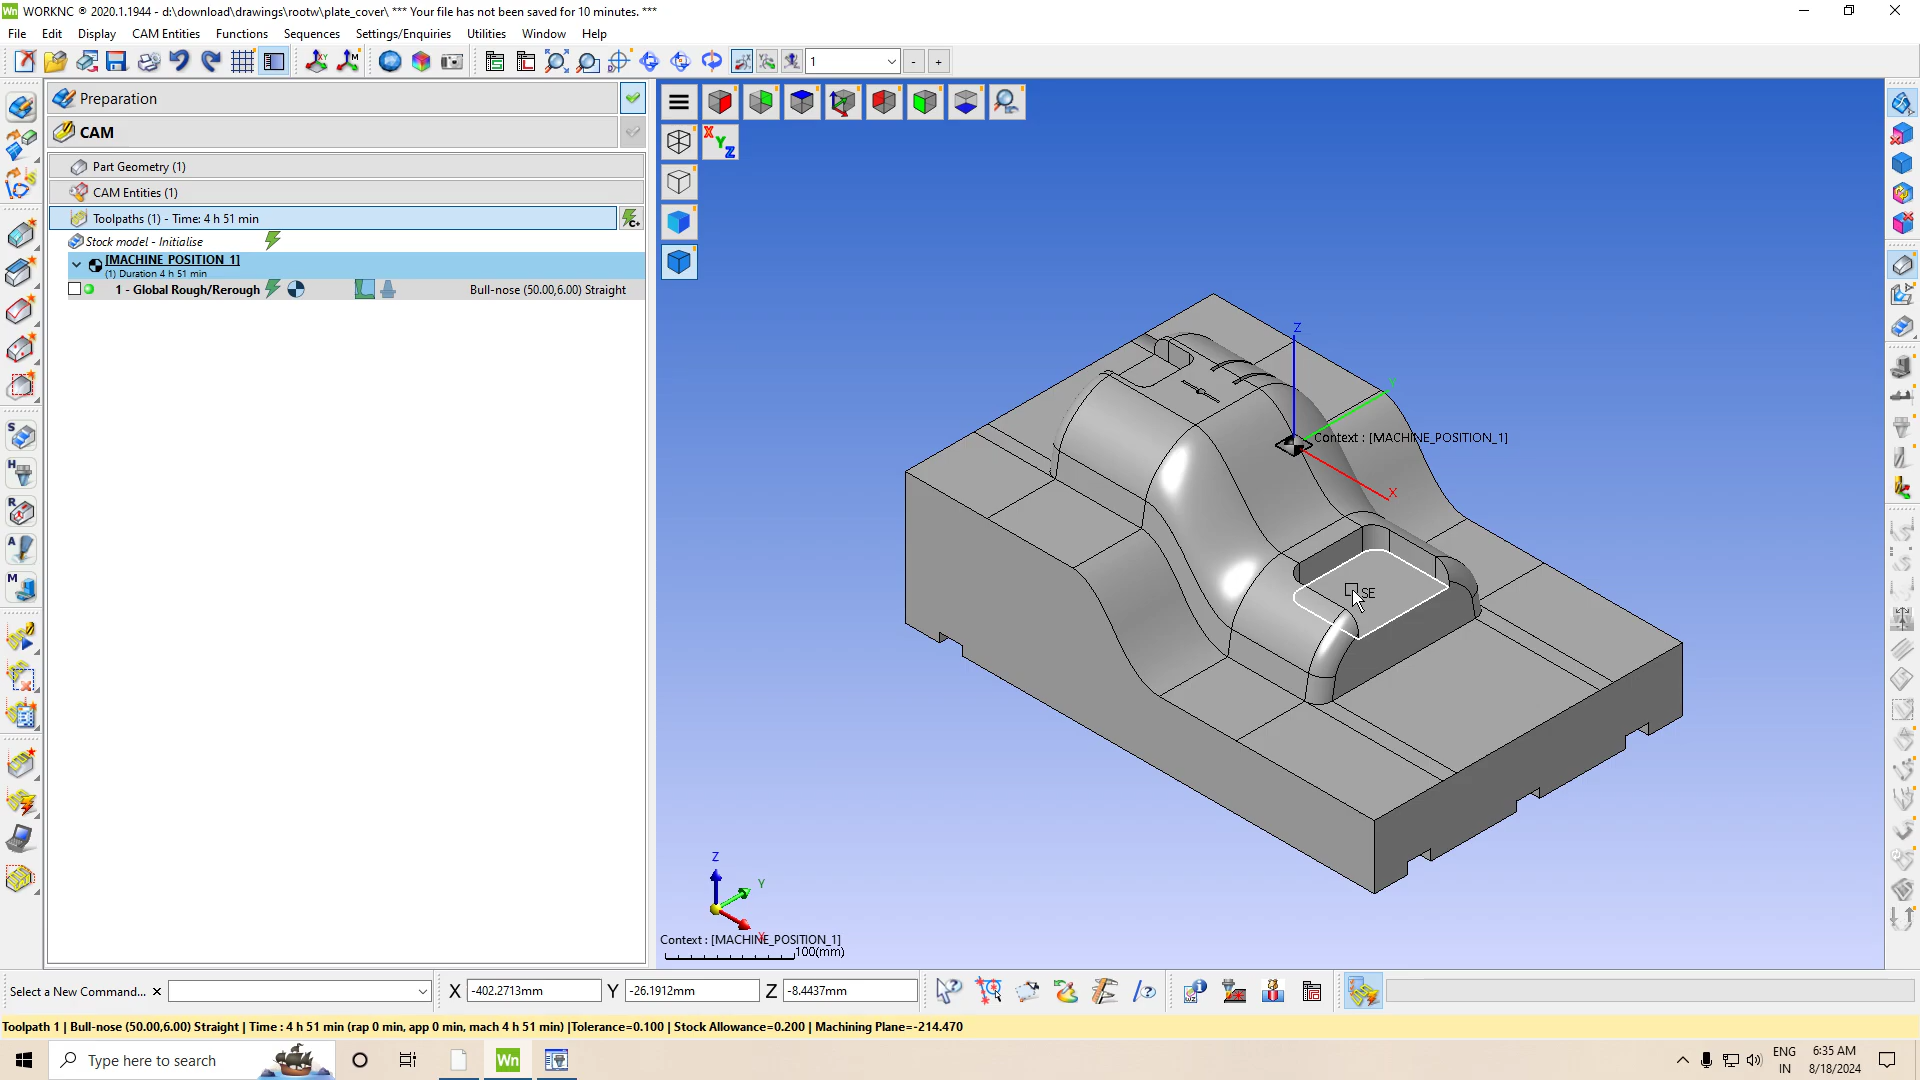 WORKNC ® 2020.1.1944 - d:\download\drawings\rootw\plate_cover\ *** Your file has not been saved for 10 minutes. ***
File Edit Display CAM Entities Functions Sequences Settings/Enquiries Utilities Window Help
1
- +
Preparation
CAM
Part Geometry (1)
CAM Entities (1)
Toolpaths (1) - Time: 4 h 51 min
Stock model - Initialise
[MACHINE POSITION 1]
(1) Duration 4 h 51 min
1 - Global Rough/Rerough Bull-nose (50.00,6.00) Straight
X Y Z
Z
Y
Context : [MACHINE_POSITION_1]
X
SE
Z
Y
X
Context : [MACHINE_POSITION_1]
100(mm)
Select a New Command... X -402.2713mm Y -26.1912mm Z -8.4437mm
Toolpath 1 | Bull-nose (50.00,6.00) Straight | Time : 4 h 51 min (rap 0 min, app 0 min, mach 4 h 51 min) |Tolerance=0.100 | Stock Allowance=0.200 | Machining Plane=-214.470
Type here to search
Wn
ENG
IN
6:35 AM
8/18/2024